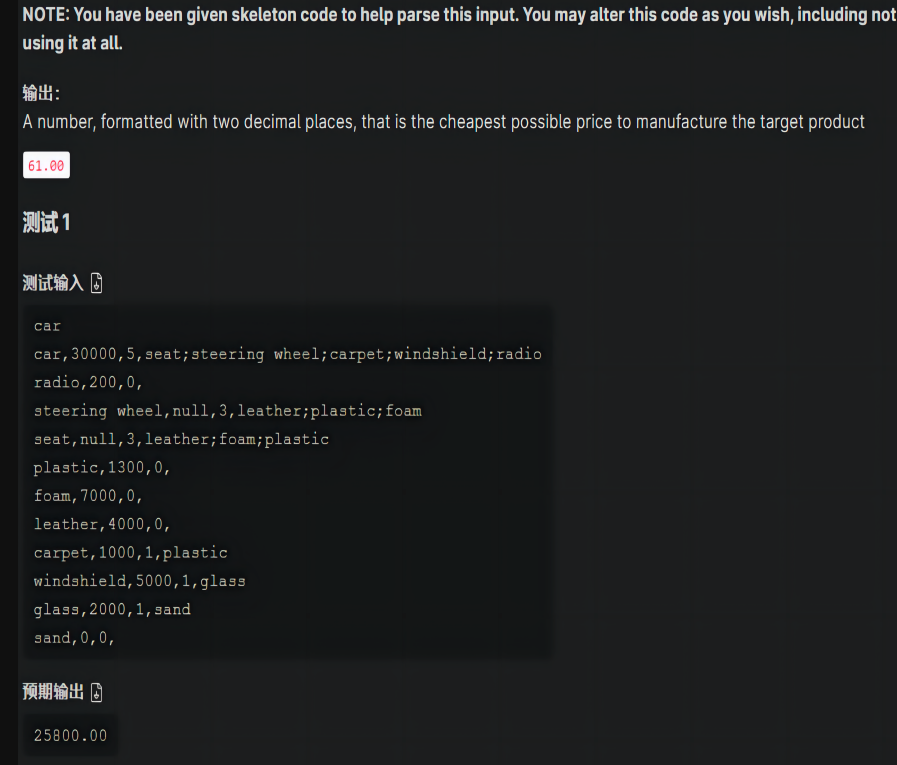 NOTE: You have been given skeleton code to help parse this input. You may alter this code as you wish, including not
using it at all.
输出:
A number, formatted with two decimal places, that is the cheapest possible price to manufacture the target product
61.00
测试 1
测试输入
car
car,30000,5,seat;steering wheel;carpet;windshield;radio
radio,200,0,
steering wheel,null,3,leather;plastic;foam
seat,null,3,leather;foam;plastic
plastic,1300,0,
foam,7000,0,
leather,4000,0,
carpet,1000,1,plastic
windshield,5000,1,glass
glass,2000,1,sand
sand,0,0,
预期输出
25800.00